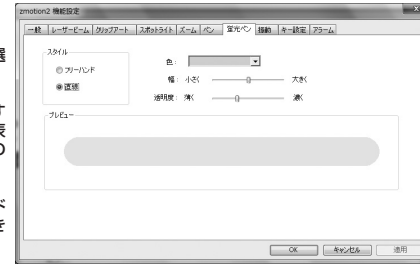 zmotion2 機能設定
一般 レーザービーム クリップアート スポットライト ズーム ペン 蛍光ペン 振動 キー設定 アラーム
スタイル
フリーハンド
直線
色:
幅: 小さく 大きく
透明度: 薄く 濃く
プレビュー
OK キャンセル 適用